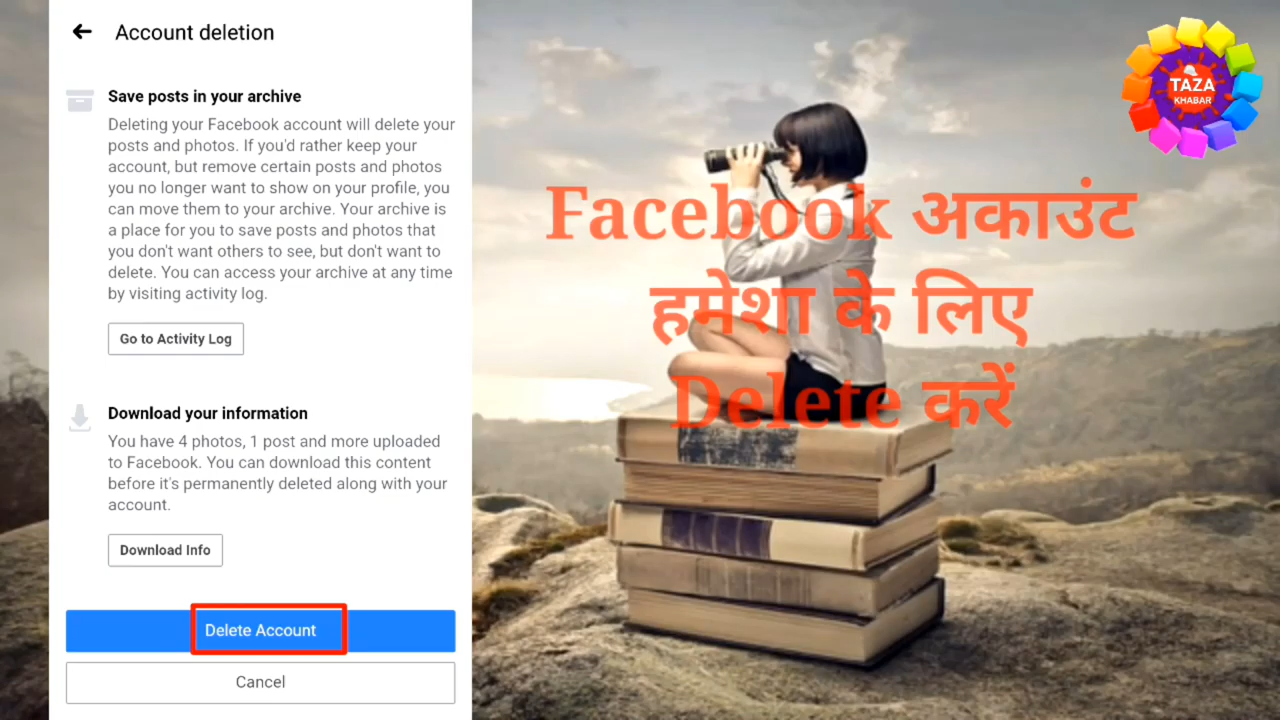 Account deletion
Save posts in your archive
Deleting your Facebook account will delete your
posts and photos. If you'd rather keep your
account, but remove certain posts and photos
you no longer want to show on your profile, you
can move them to your archive. Your archive is
a place for you to save posts and photos that
you don't want others to see, but don't want to
delete. You can access your archive at any time
by visiting activity log.
Go to Activity Log
Download your information
You have 4 photos, 1 post and more uploaded
to Facebook. You can download this content
before it's permanently deleted along with your
account.
Download Info
Delete Account
Cancel
Facebook अकाउंट
हमेशा के लिए
Delete करें
TAZA
KHABAR